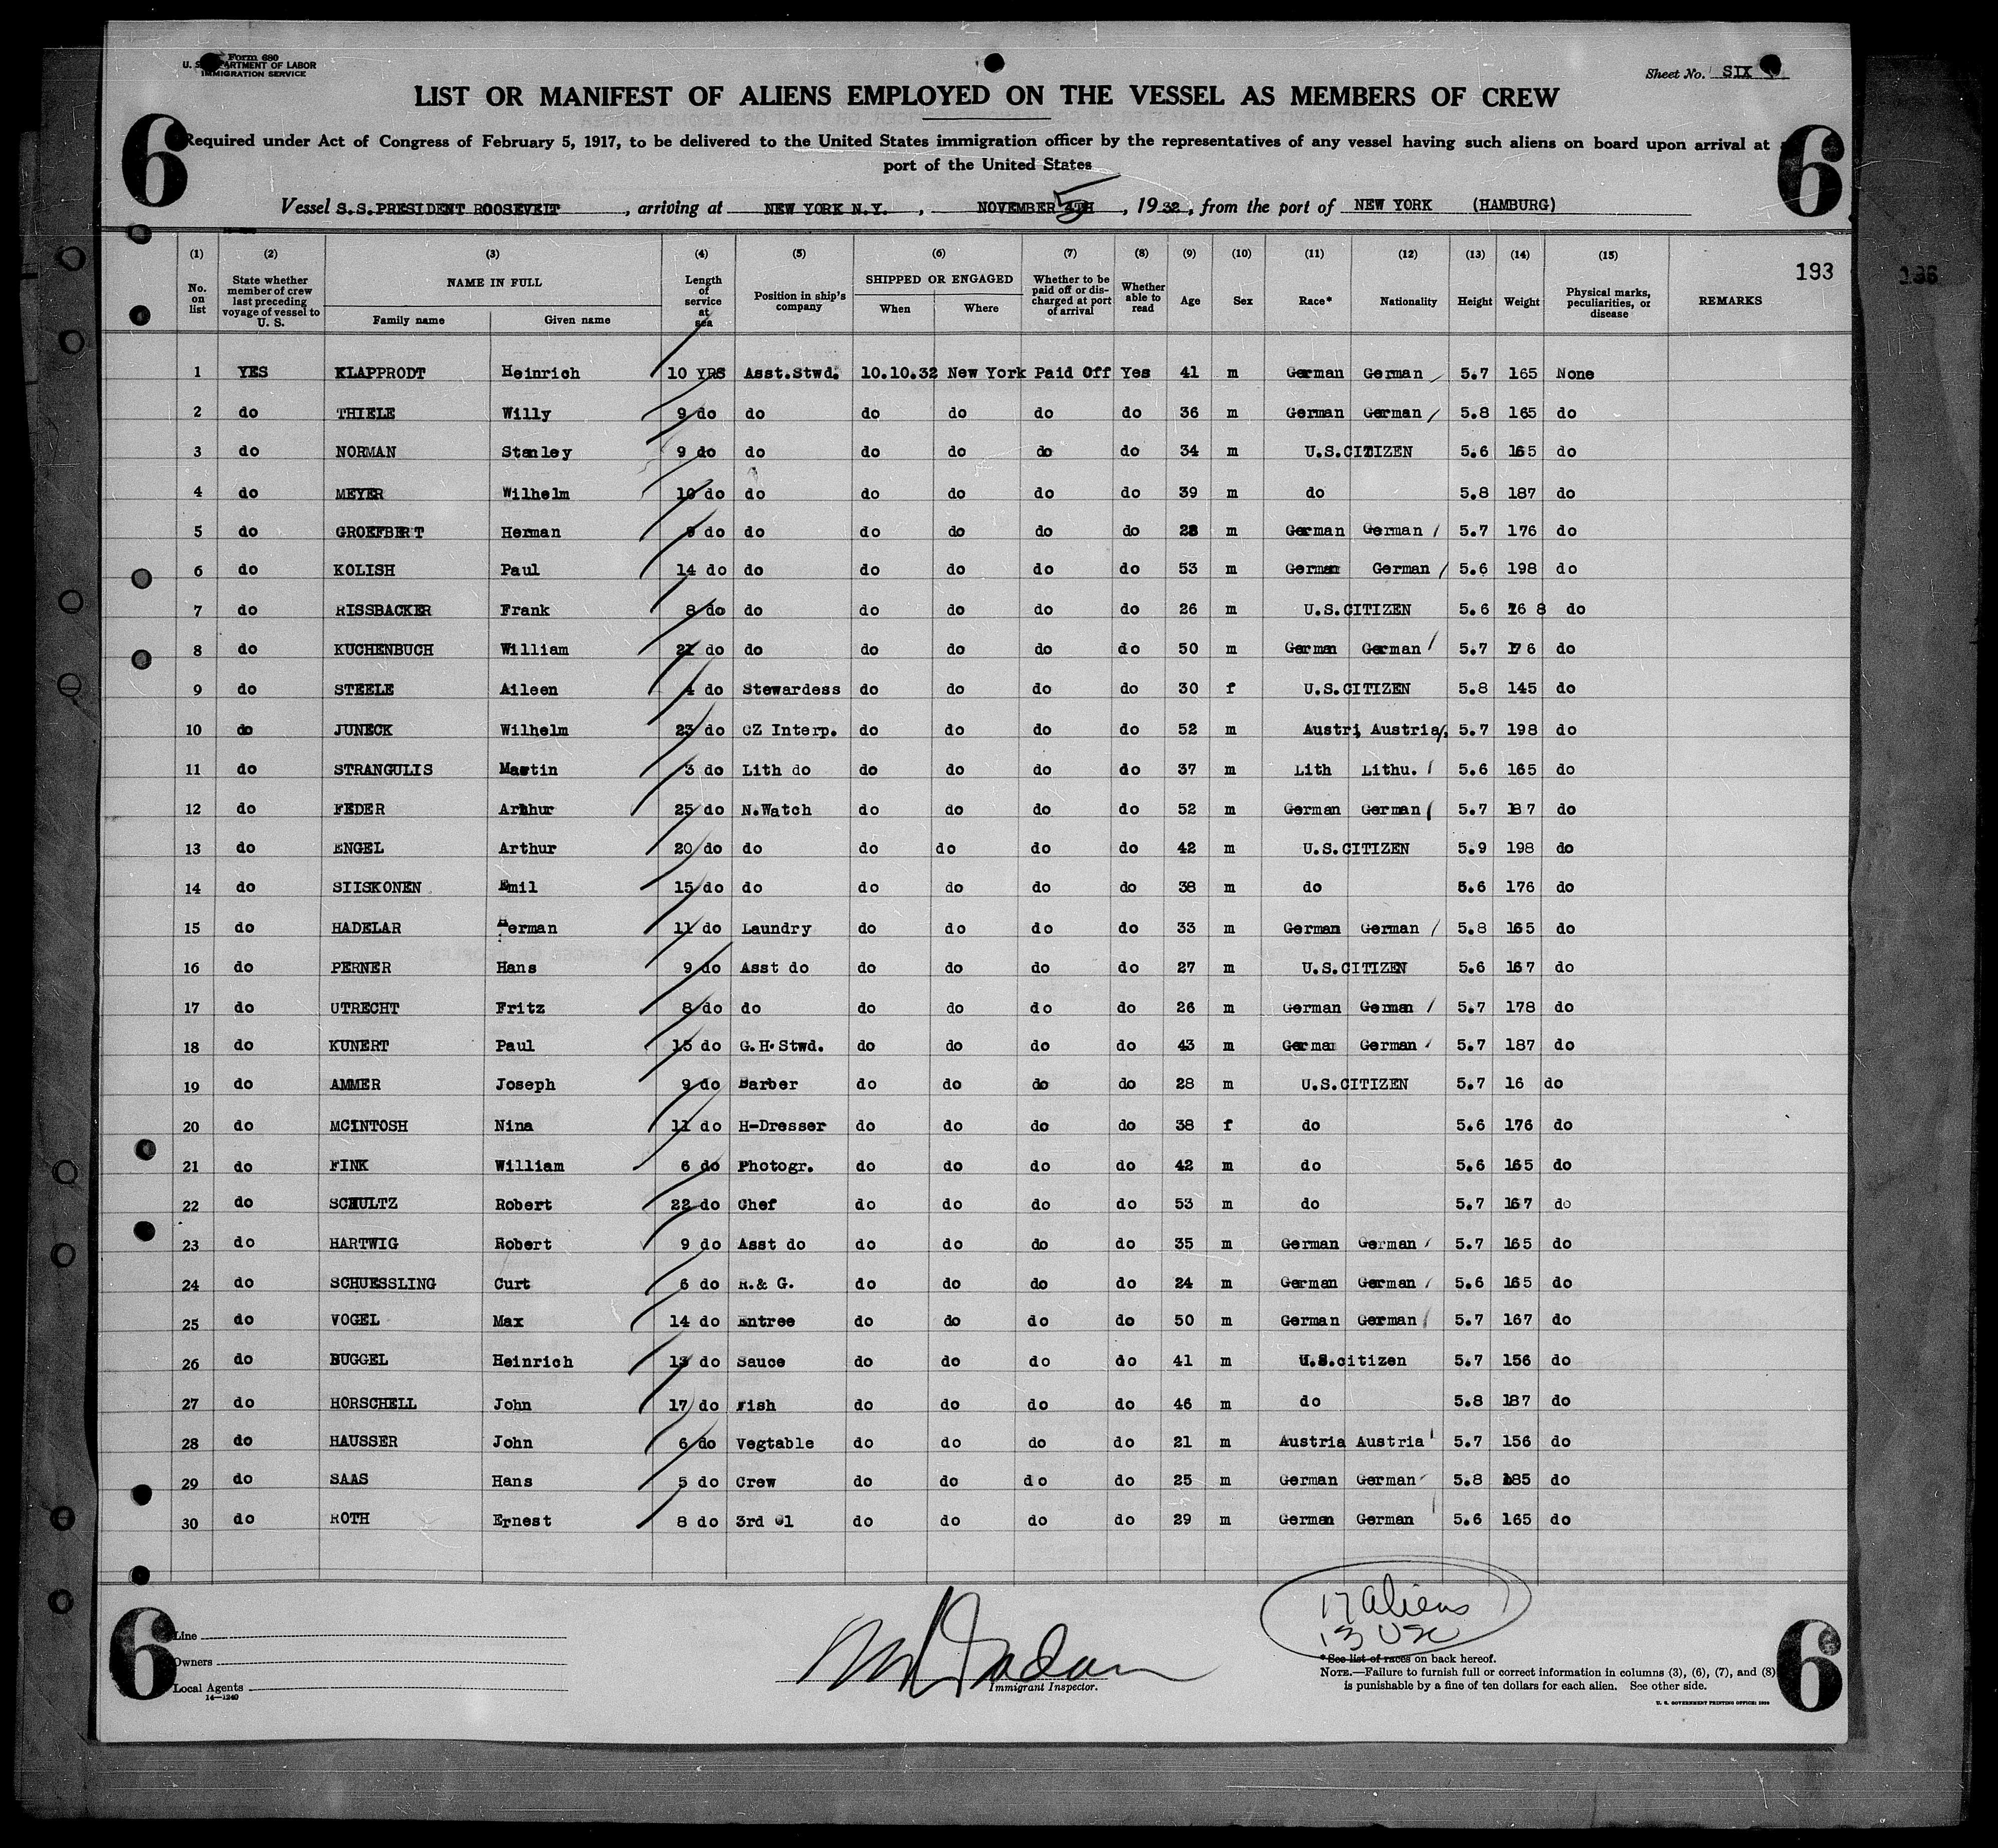 Form 680
U. S. DEPARTMENT OF LABOR
IMMIGRATION SERVICE
Sheet No. SIX
LIST OR MANIFEST OF ALIENS EMPLOYED ON THE VESSEL AS MEMBERS OF CREW
6 6
Required under Act of Congress of February 5, 1917, to be delivered to the United States immigration officer by the representatives of any vessel having such aliens on board upon arrival at
port of the United States
Vessel S.S.PRESIDENT ROOSEVELT, arriving at NEW YORK N.Y., NOVEMBER 5, 1932, from the port of NEW YORK (HAMBURG)
(1) (2) (3) (4) (5) (6) (7) (8) (9) (10) (11) (12) (13) (14) (15)
193
No. on list State whether member of crew last preceding voyage of vessel to U. S. NAME IN FULL Family name Given name Length of service at sea Position in ship's company SHIPPED OR ENGAGED When Where Whether to be paid off or discharged at port of arrival Whether able to read Age Sex Race* Nationality Height Weight Physical marks, peculiarities, or disease REMARKS
1 YES KLAPPRODT Heinrich 10 YRS Asst.Stwd. 10.10.32 New York Paid Off Yes 41 m German German 5.7 165 None
2 do THIELE Willy 9 do do do do do do 36 m German German 5.8 165 do
3 do NORMAN Stanley 9 do do do do do do 34 m U.S.CITIZEN 5.6 165 do
4 do MEYER Wilhelm 10 do do do do do do 39 m do 5.8 187 do
5 do GROEFBERT Herman 9 do do do do do do 28 m German German 5.7 176 do
6 do KOLISH Paul 14 do do do do do do 53 m German German 5.6 198 do
7 do RISSBACKER Frank 8 do do do do do do 26 m U.S.CITIZEN 5.6 168 do
8 do KUCHENBUCH William 21 do do do do do do 50 m German German 5.7 176 do
9 do STEELE Aileen 4 do Stewardess do do do do 30 f U.S.CITIZEN 5.8 145 do
10 do JUNECK Wilhelm 23 do CZ Interp. do do do do 52 m Austri, Austria, 5.7 198 do
11 do STRANGULIS Mastin 3 do Lith do do do do do 37 m Lith Lithu. 5.6 165 do
12 do FEDER Arthur 25 do N.Watch do do do do 52 m German German 5.7 187 do
13 do ENGEL Arthur 20 do do do do do do 42 m U.S.CITIZEN 5.9 198 do
14 do SIISKONEN Emil 15 do do do do do do 38 m do 5.6 176 do
15 do HADELAR Herman 11 do Laundry do do do do 33 m German German 5.8 165 do
16 do PERNER Hans 9 do Asst do do do do do 27 m U.S.CITIZEN 5.6 167 do
17 do UTRECHT Fritz 8 do do do do do do 26 m German German 5.7 178 do
18 do KUNERT Paul 15 do G.H.Stwd. do do do do 43 m German German 5.7 187 do
19 do AMMER Joseph 9 do Barber do do do do 28 m U.S.CITIZEN 5.7 16 do
20 do MCINTOSH Nina 11 do H-Dresser do do do do 38 f do 5.6 176 do
21 do FINK William 6 do Photogr. do do do do 42 m do 5.6 165 do
22 do SCHULTZ Robert 22 do Chef do do do do 53 m do 5.7 167 do
23 do HARTWIG Robert 9 do Asst do do do do do 35 m German German 5.7 165 do
24 do SCHUESSLING Curt 6 do R.& G. do do do do 24 m German German 5.6 165 do
25 do VOGEL Max 14 do Entree do do do do 50 m German German 5.7 167 do
26 do BUGGEL Heinrich 13 do Sauce do do do do 41 m U.S.citizen 5.7 156 do
27 do HORSCHELL John 17 do Fish do do do do 46 m do 5.8 187 do
28 do HAUSSER John 6 do Vegtable do do do do 21 m Austria Austria 5.7 156 do
29 do SAAS Hans 5 do Crew do do do do 25 m German German 5.8 185 do
30 do ROTH Ernest 8 do 3rd Cl do do do do 29 m German German 5.6 165 do
17 aliens
13 USC
6 6
Line
Owners
Local Agents
14-1240
Immigrant Inspector.
*See list of races on back hereof.
NOTE.—Failure to furnish full or correct information in columns (3), (6), (7), and (8)
is punishable by a fine of ten dollars for each alien. See other side.
U. S. GOVERNMENT PRINTING OFFICE: